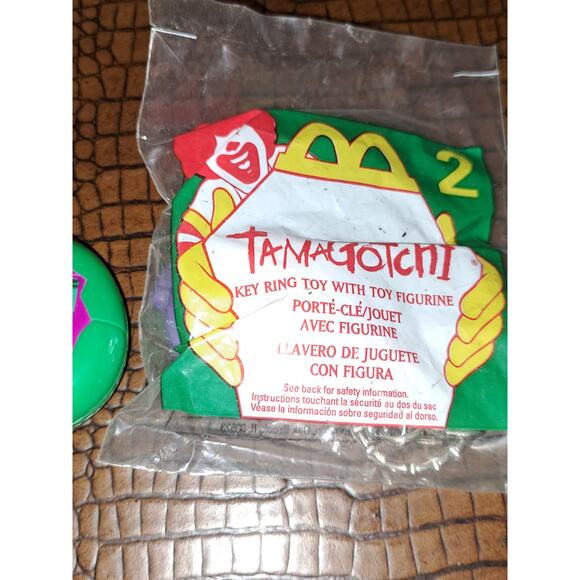 2
TAMAGOTCHI
KEY RING TOY WITH TOY FIGURINE
PORTÉ-CLÉ/JOUET
AVEC FIGURINE
LLAVERO DE JUGUETE
CON FIGURA
See back for safety information.
Instructions touchant la sécurité au dos du sac
Véase la información sobre seguridad al dorso.